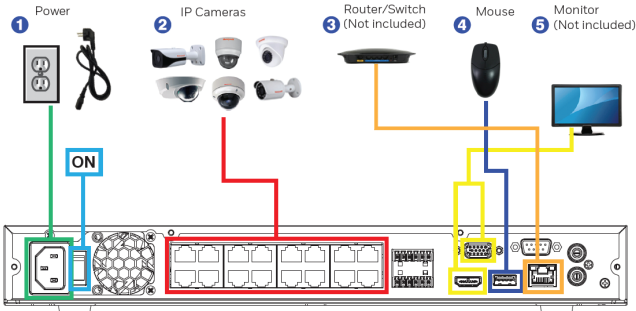 1 Power
2 IP Cameras
3 Router/Switch
(Not included)
4 Mouse
5 Monitor
(Not included)
ON